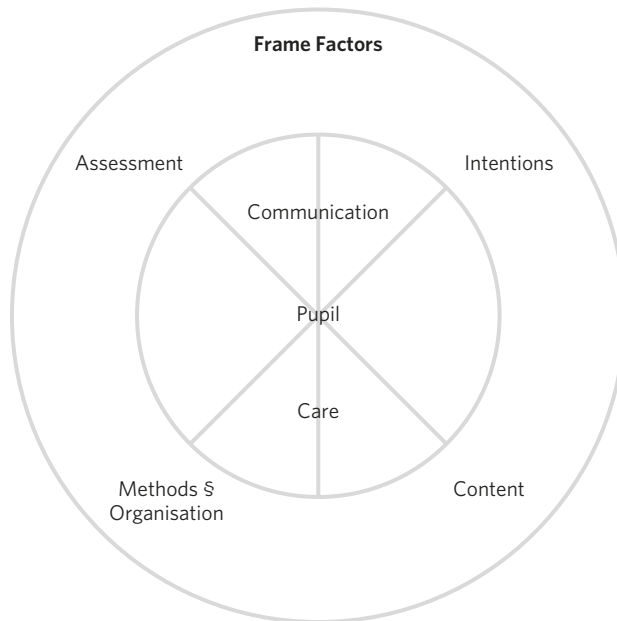 Frame Factors
Assessment
Intentions
Communication
Pupil
Care
Methods §
Organisation
Content